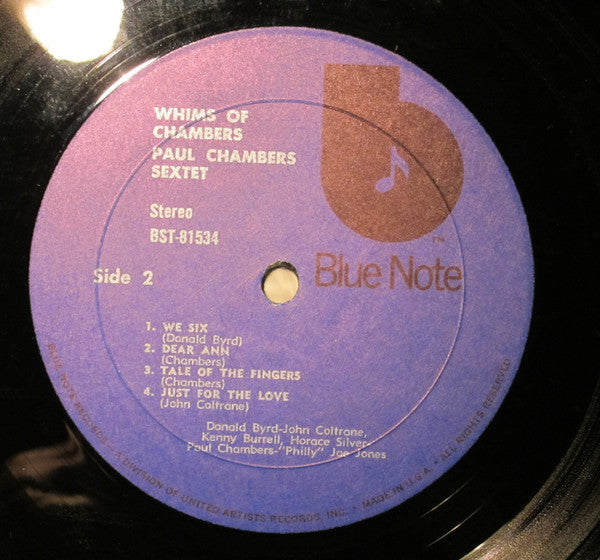 WHIMS OF
CHAMBERS
PAUL CHAMBERS
SEXTET
Stereo
BST-81534
TM
Blue Note
Side 2
1. WE SIX
(Donald Byrd)
2. DEAR ANN
(Chambers)
3. TALE OF THE FINGERS
(Chambers)
4. JUST FOR THE LOVE
(John Coltrane)
Donald Byrd-John Coltrane,
Kenny Burrell, Horace Silver-
Paul Chambers-"Philly" Joe Jones
BLUE NOTE RECORDS • A DIVISION OF UNITED ARTISTS RECORDS, INC. • MADE IN U.S.A. • ALL RIGHTS RESERVED